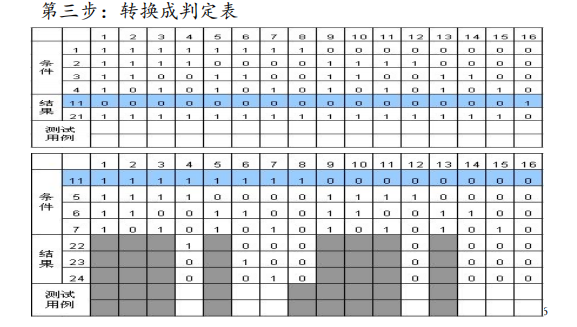 第三步：转换成判定表
1 2 3 4 5 6 7 8 9 10 11 12 13 14 15 16
条件 1 1 1 1 1 1 1 1 1 0 0 0 0 0 0 0 0
2 1 1 1 1 0 0 0 0 1 1 1 1 0 0 0 0
3 1 1 0 0 1 1 0 0 1 1 0 0 1 1 0 0
4 1 0 1 0 1 0 1 0 1 0 1 0 1 0 1 0
结果 11 0 0 0 0 0 0 0 0 0 0 0 0 0 0 0 1
21 1 1 1 1 1 1 1 1 1 1 1 1 1 1 1 0
测试用例
1 2 3 4 5 6 7 8 9 10 11 12 13 14 15 16
条件 11 1 1 1 1 1 1 1 1 0 0 0 0 0 0 0 0
5 1 1 1 1 0 0 0 0 1 1 1 1 0 0 0 0
6 1 1 0 0 1 1 0 0 1 1 0 0 1 1 0 0
7 1 0 1 0 1 0 1 0 1 0 1 0 1 0 1 0
结果 22 1 0 0 0 0 0 0 0
23 0 1 0 0 0 0 0 0
24 0 0 1 0 0 0 0 0
测试用例
5